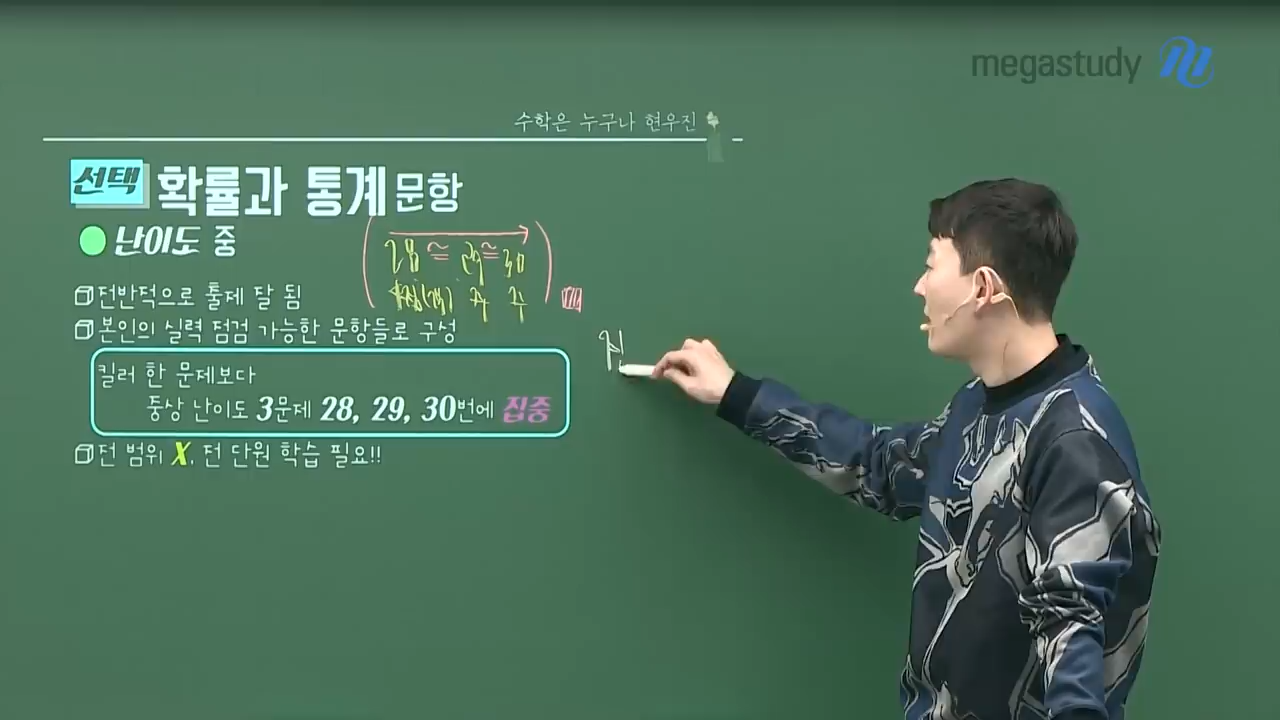 megastudy
수학은 누구나 현우진
선택 확률과 통계 문항
난이도 중
28 ≅ 29 ≅ 30
주 주
전반적으로 출제 잘 됨
본인의 실력 점검 가능한 문항들로 구성
킬러 한 문제보다
중상 난이도 3문제 28, 29, 30번에 집중
전 범위 X, 전 단원 학습 필요!!